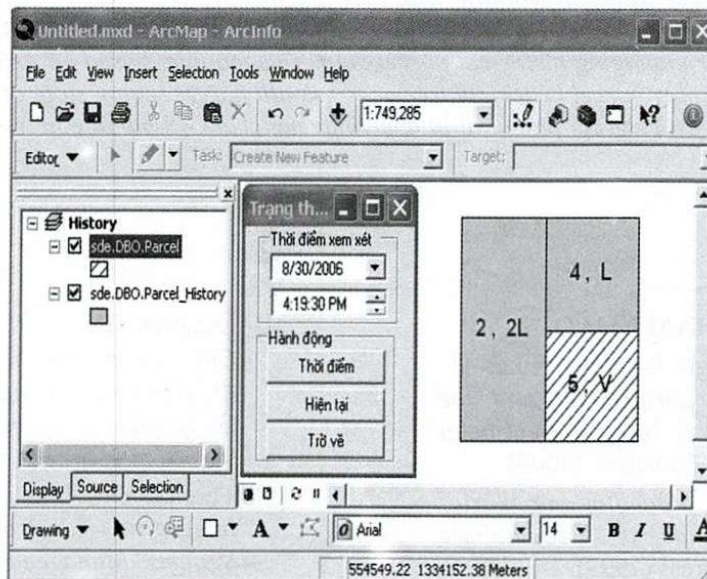 Untitled.mxd - ArcMap - ArcInfo
File Edit View Insert Selection Tools Window Help
1:749,285
Editor Task: Create New Feature Target:
History
sde.DBO.Parcel
sde.DBO.Parcel_History
Display Source Selection
Trạng th...
Thời điểm xem xét
8/30/2006
4:19:30 PM
Hành động
Thời điểm
Hiện tại
Trở về
4, L
2, 2L
5, V
Drawing A Arial 14 B I U A
554549.22 1334152.38 Meters